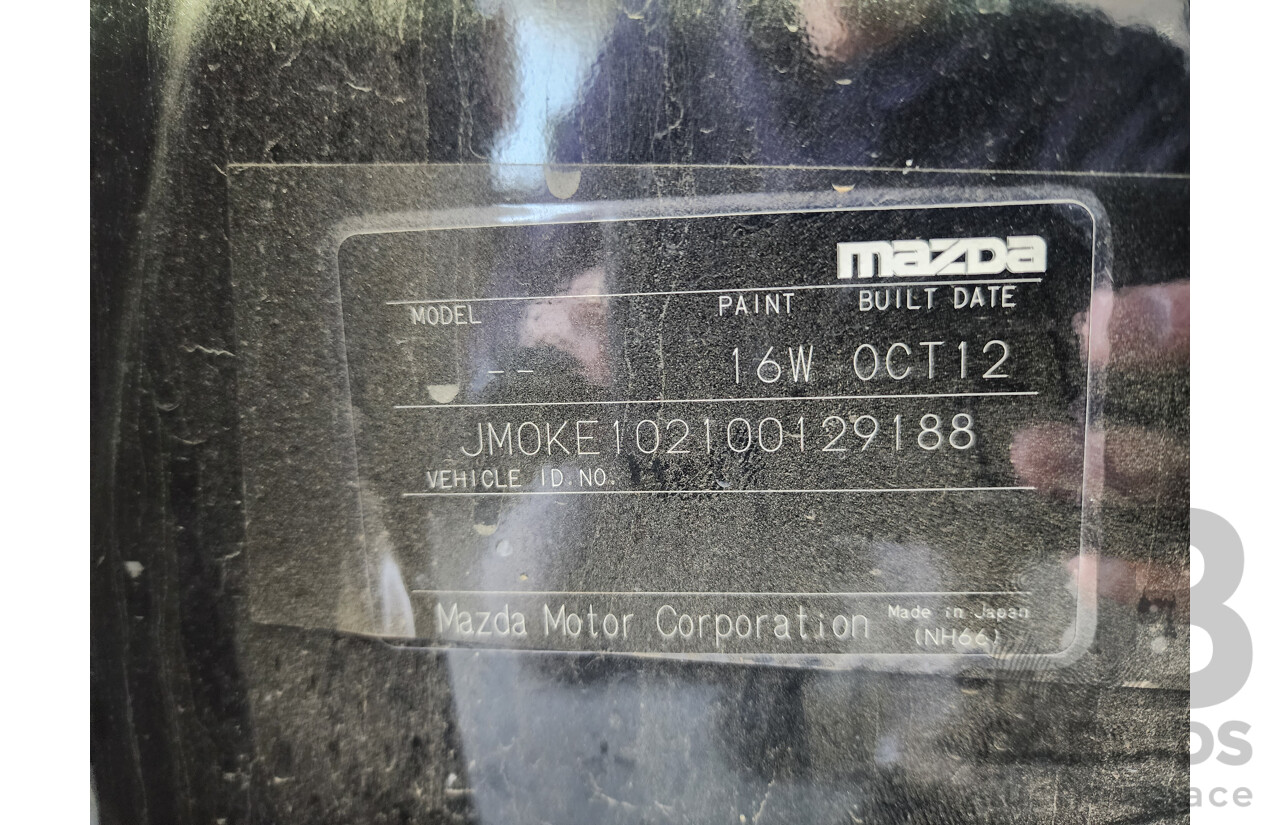 mazda
MODEL PAINT BUILT DATE
-- 16W OCT12
JM0KE102100129188
VEHICLE ID.NO.
Mazda Motor Corporation Made in Japan
(NH66)